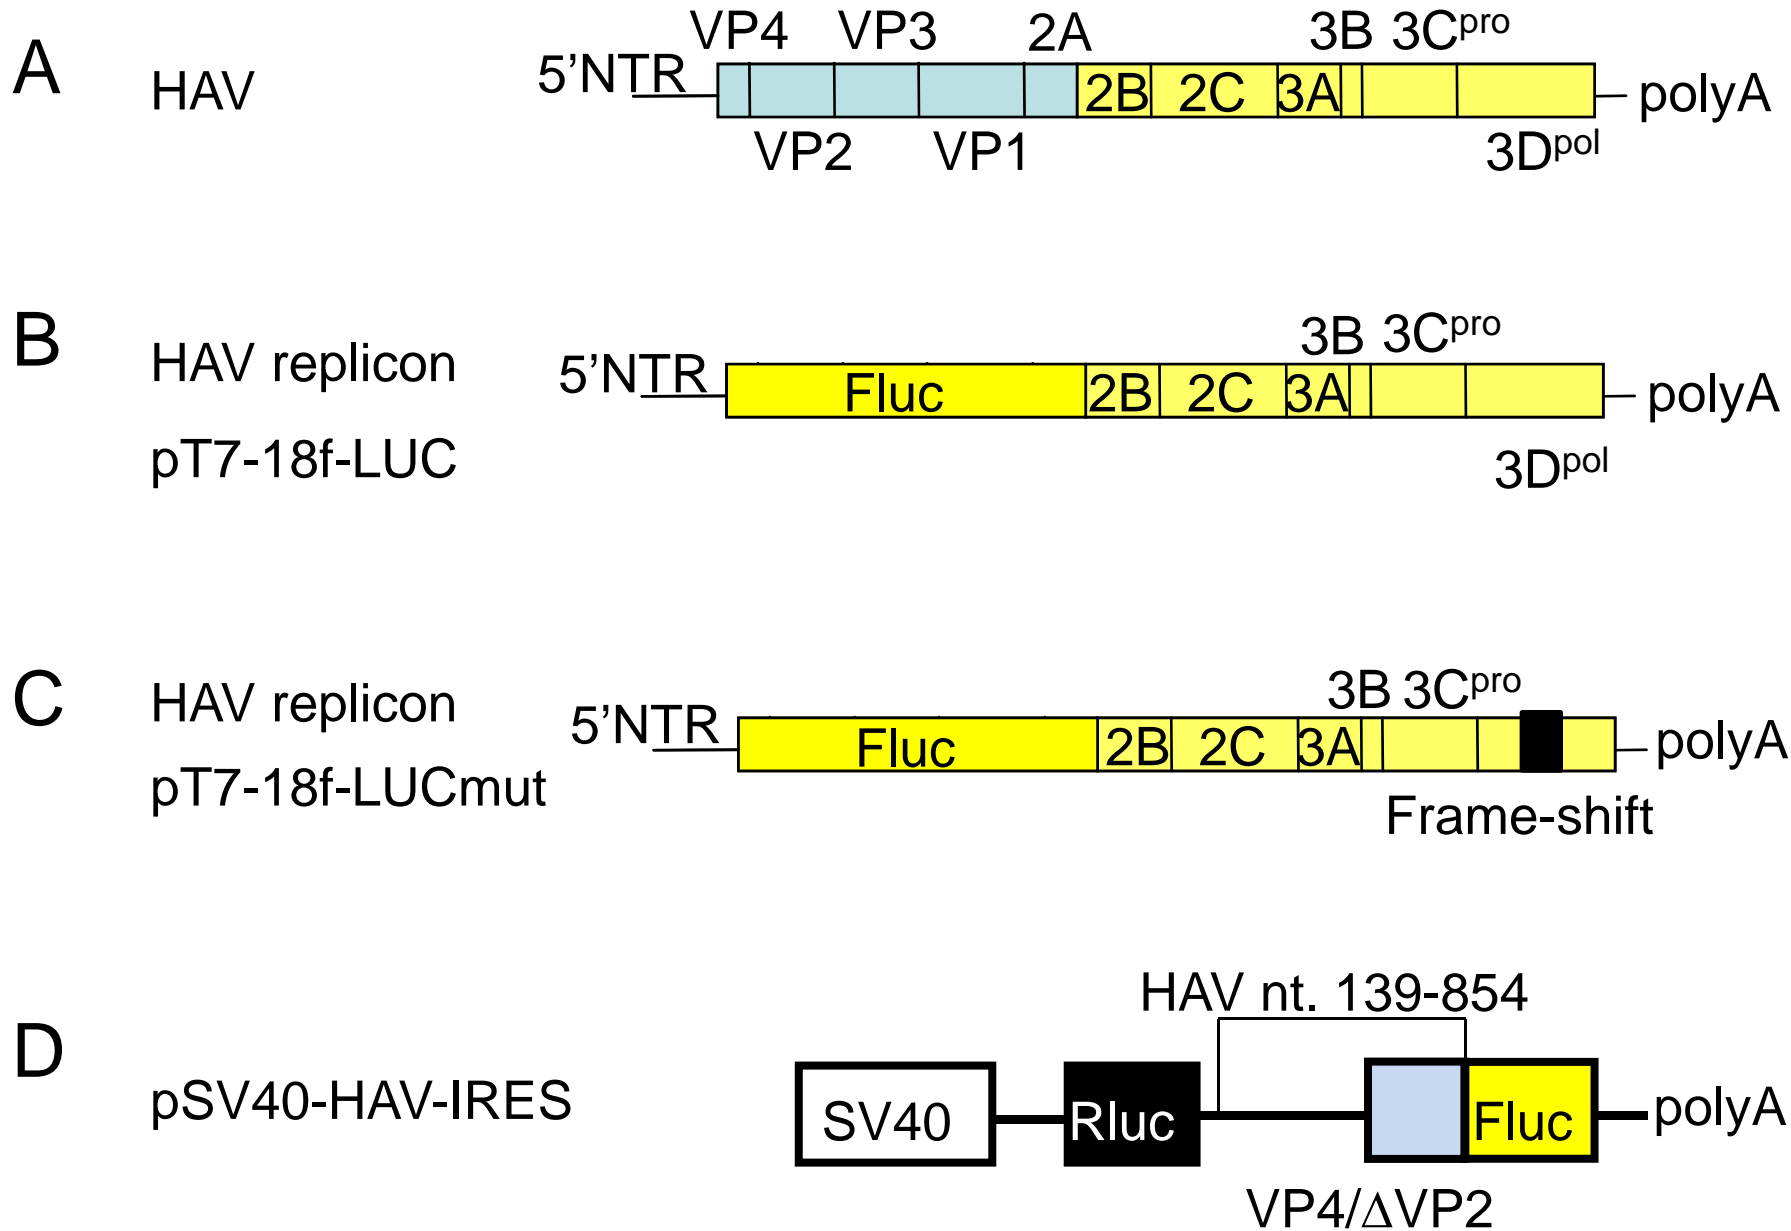 A
HAV
5’NTR
VP4 VP3 2A 3B 3Cpro
2B 2C 3A
polyA
VP2 VP1 3Dpol
B
HAV replicon
pT7-18f-LUC
5’NTR
3B 3Cpro
Fluc 2B 2C 3A
polyA
3Dpol
C
HAV replicon
pT7-18f-LUCmut
5’NTR
3B 3Cpro
Fluc 2B 2C 3A
polyA
Frame-shift
D
pSV40-HAV-IRES
HAV nt. 139-854
SV40 Rluc Fluc
polyA
VP4/ΔVP2